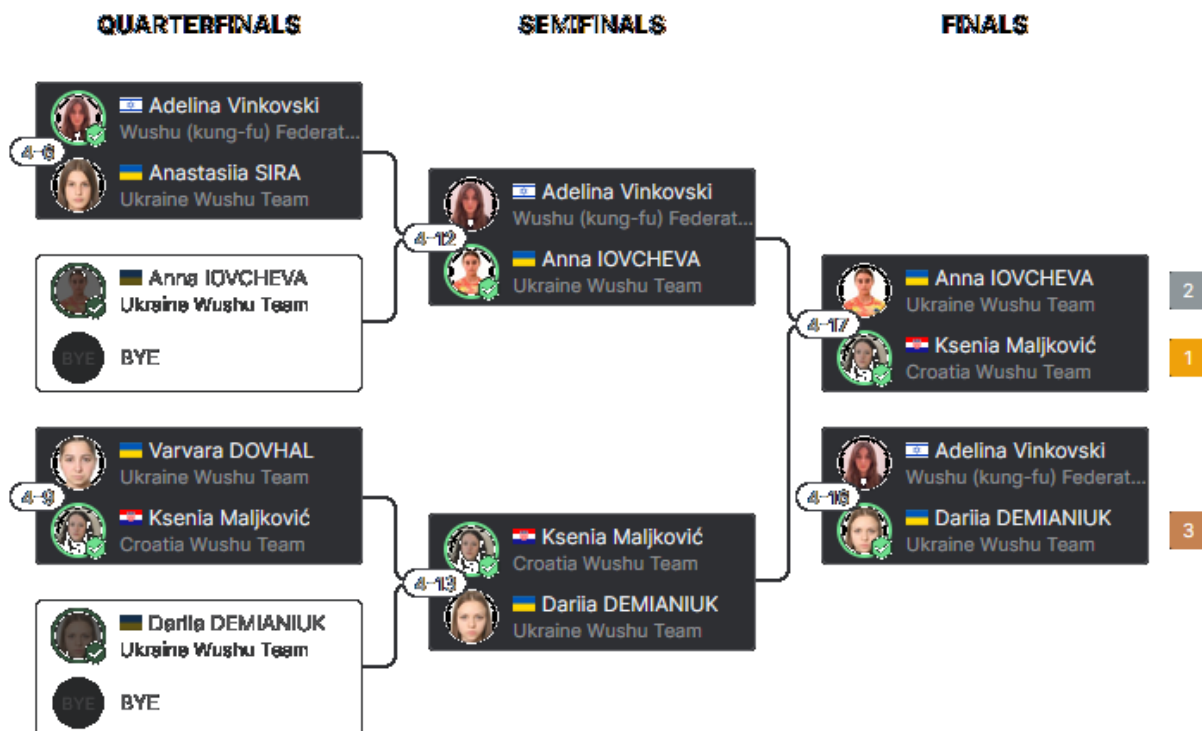 QUARTERFINALS
SEMIFINALS
FINALS
Adelina Vinkovski
Wushu (kung-fu) Federat...
4-6
Anastasiia SIRA
Ukraine Wushu Team
Anna IOVCHEVA
Ukraine Wushu Team
BYE
BYE
Varvara DOVHAL
Ukraine Wushu Team
4-9
Ksenia Maljković
Croatia Wushu Team
Dariia DEMIANIUK
Ukraine Wushu Team
BYE
BYE
Adelina Vinkovski
Wushu (kung-fu) Federat...
4-12
Anna IOVCHEVA
Ukraine Wushu Team
Ksenia Maljković
Croatia Wushu Team
4-13
Dariia DEMIANIUK
Ukraine Wushu Team
Anna IOVCHEVA
Ukraine Wushu Team
2
4-17
Ksenia Maljković
Croatia Wushu Team
1
Adelina Vinkovski
Wushu (kung-fu) Federat...
4-16
Dariia DEMIANIUK
Ukraine Wushu Team
3